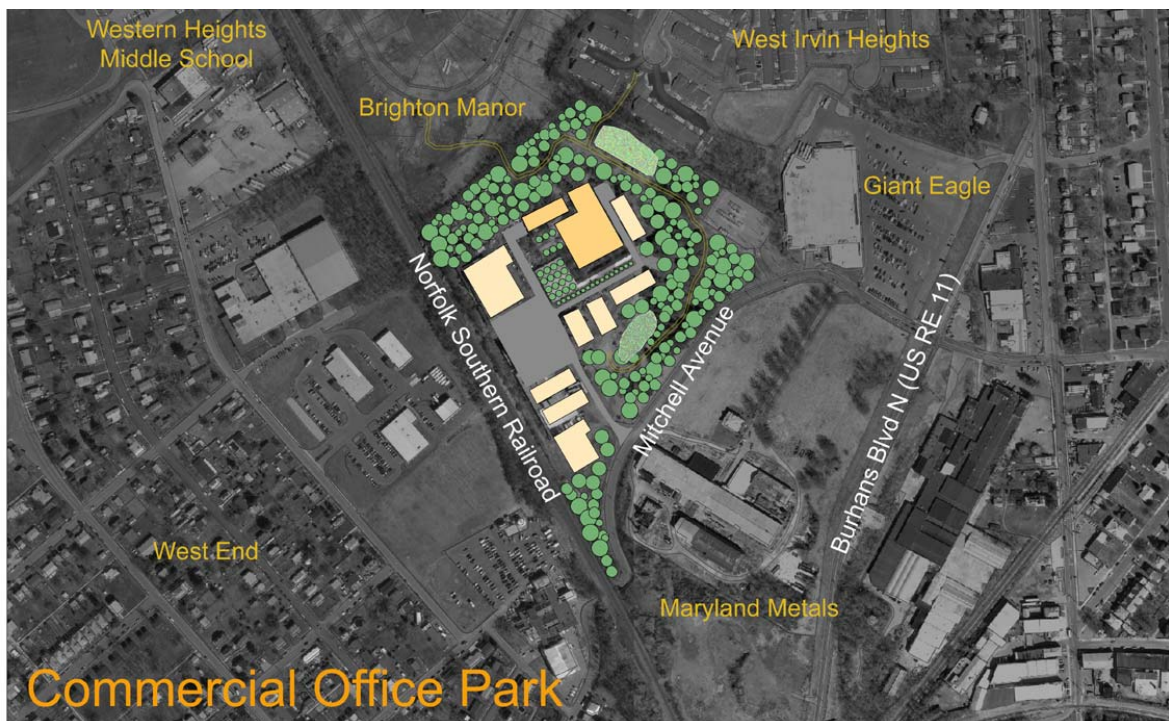 Western Heights
Middle School
West Irvin Heights
Brighton Manor
Giant Eagle
Norfolk Southern Railroad
Mitchell Avenue
Burhans Blvd N (US RE 11)
West End
Maryland Metals
Commercial Office Park